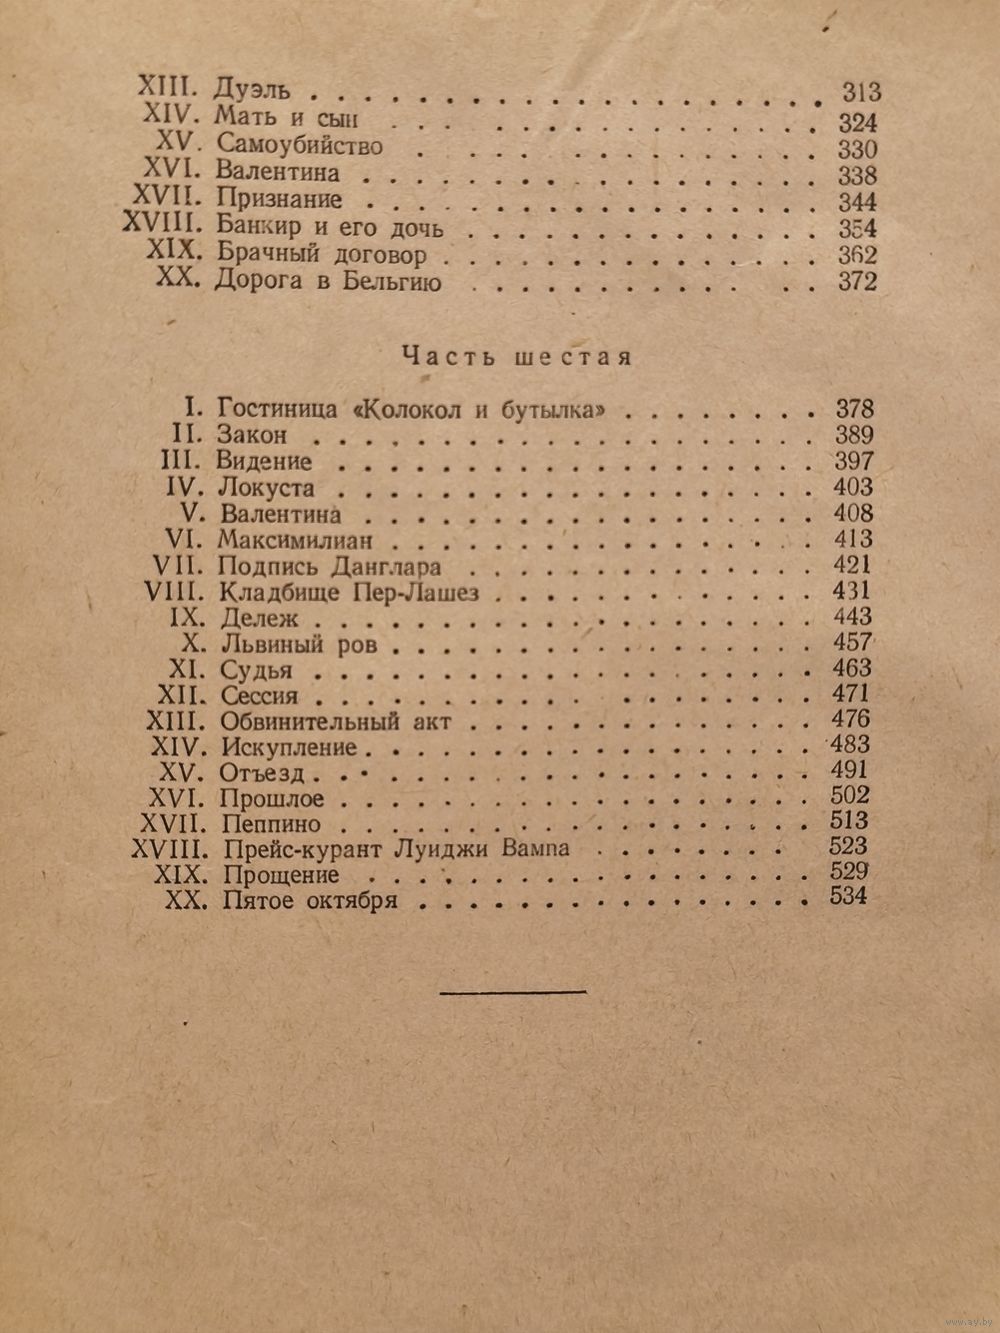 XIII. Дуэль . . . . . . . . . . . . . . . . . . . . 313
XIV. Мать и сын . . . . . . . . . . . . . . . . 324
XV. Самоубийство . . . . . . . . . . . . . . 330
XVI. Валентина . . . . . . . . . . . . . . . . . . 338
XVII. Признание . . . . . . . . . . . . . . . . . . 344
XVIII. Банкир и его дочь . . . . . . . . . . . . . . 354
XIX. Брачный договор . . . . . . . . . . . . . . . 362
XX. Дорога в Бельгию . . . . . . . . . . . . . 372
Часть шестая
I. Гостиница «Колокол и бутылка» . . . . . . . . 378
II. Закон . . . . . . . . . . . . . . . . . . . . 389
III. Видение . . . . . . . . . . . . . . . . . . . 397
IV. Локуста . . . . . . . . . . . . . . . . . . . 403
V. Валентина . . . . . . . . . . . . . . . . . . 408
VI. Максимилиан . . . . . . . . . . . . . . . . . 413
VII. Подпись Данглара . . . . . . . . . . . . . . 421
VIII. Кладбище Пер-Лашез . . . . . . . . . . . . . 431
IX. Дележ . . . . . . . . . . . . . . . . . . . . 443
X. Львиный ров . . . . . . . . . . . . . . . . . 457
XI. Судья . . . . . . . . . . . . . . . . . . . . 463
XII. Сессия . . . . . . . . . . . . . . . . . . . 471
XIII. Обвинительный акт . . . . . . . . . . . . . . 476
XIV. Искупление . . . . . . . . . . . . . . . . . . 483
XV. Отъезд . . . . . . . . . . . . . . . . . . . . 491
XVI. Прошлое . . . . . . . . . . . . . . . . . . . 502
XVII. Пеппино . . . . . . . . . . . . . . . . . . . 513
XVIII. Прейс-курант Луиджи Вампа . . . . . . . . 523
XIX. Прощение . . . . . . . . . . . . . . . . . . 529
XX. Пятое октября . . . . . . . . . . . . . . . . 534
www.ay.by